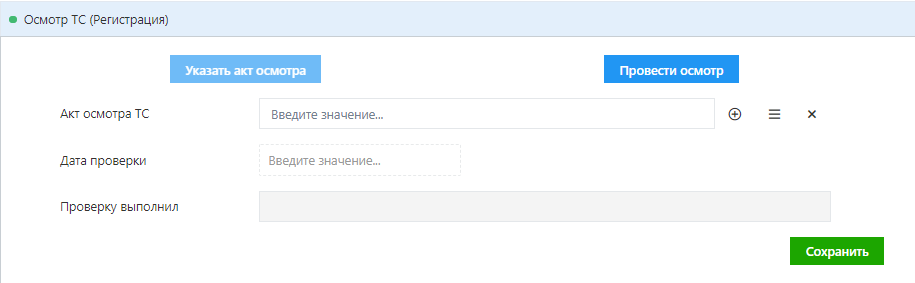 Осмотр ТС (Регистрация)
Указать акт осмотра
Провести осмотр
Акт осмотра ТС
Введите значение...
Дата проверки
Введите значение...
Проверку выполнил
Сохранить